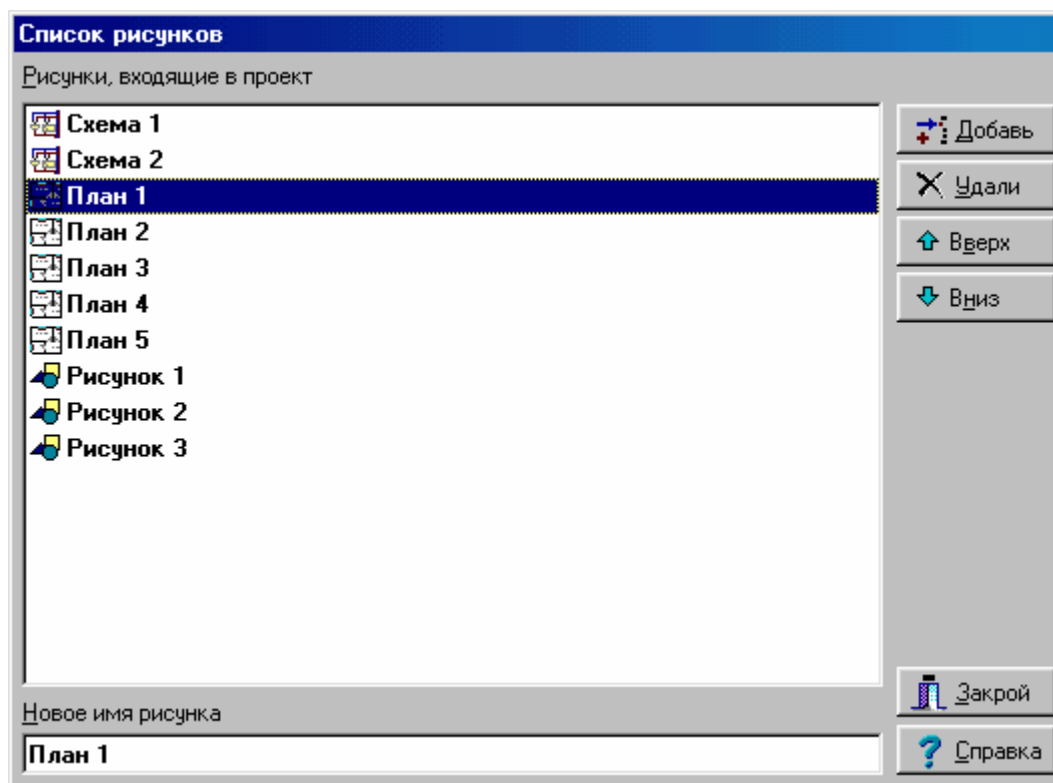 Список рисунков
Рисунки, входящие в проект
Схема 1
Схема 2
План 1
План 2
План 3
План 4
План 5
Рисунок 1
Рисунок 2
Рисунок 3
Добавь
Удали
Вверх
Вниз
Закрой
Новое имя рисунка
План 1
Справка